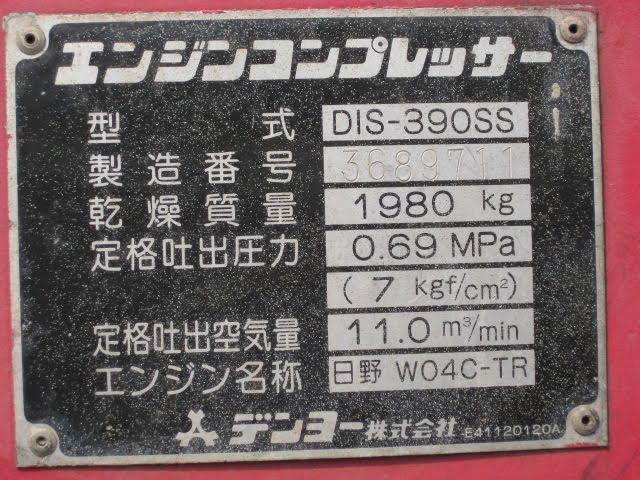 エンジンコンプレッサー
型式 DIS-390SS
製造番号 3689711
乾燥質量 1980 kg
定格吐出圧力 0.69 MPa
(7 kgf/cm²)
定格吐出空気量 11.0 m³/min
エンジン名称 日野 W04C-TR
デンヨー株式会社 E41120120A